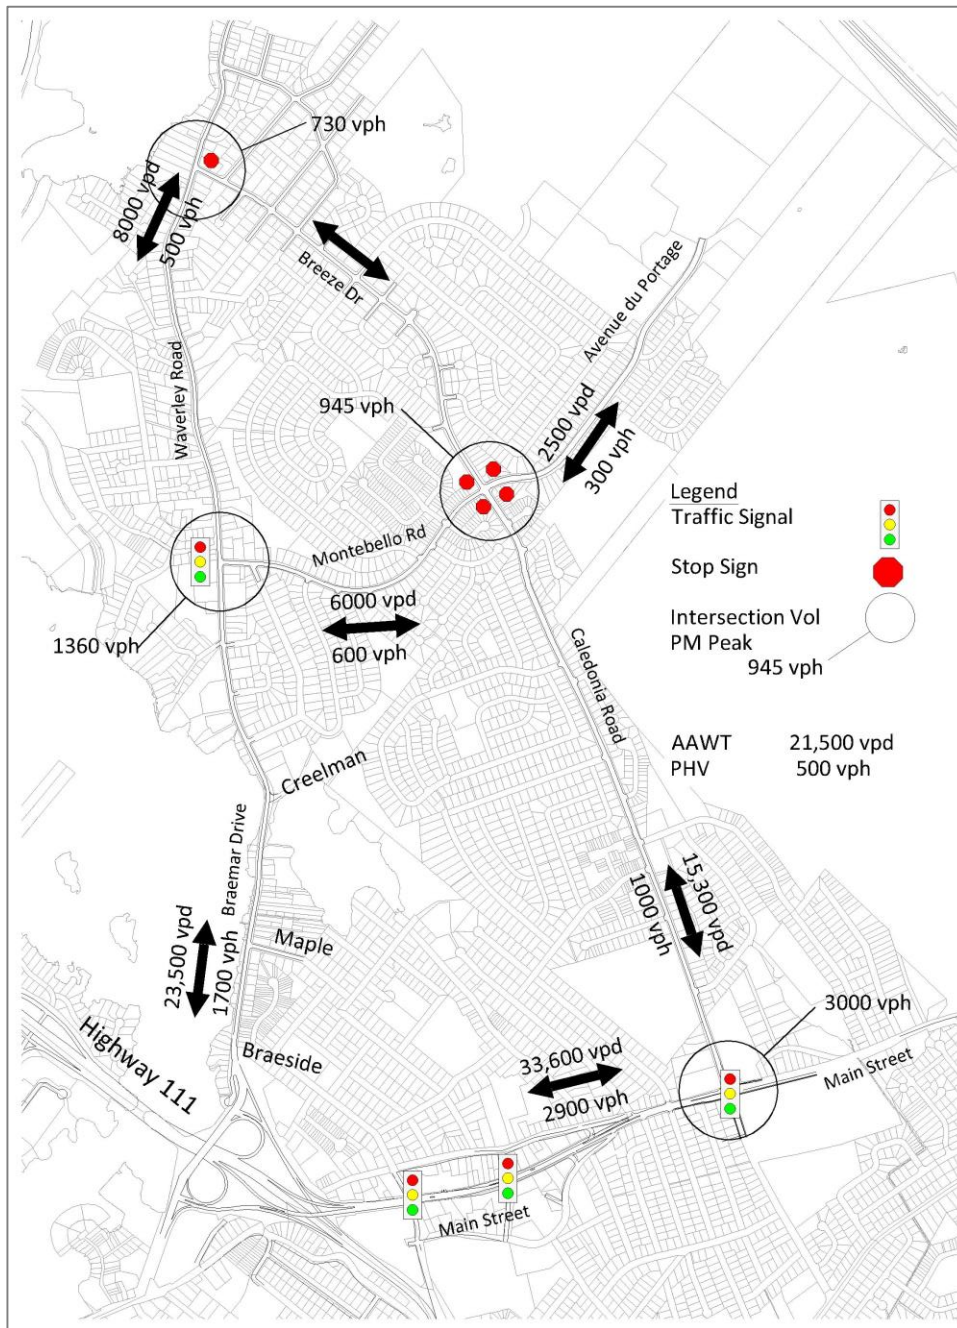 730 vph
8000 vpd
500 vph
Breeze Dr
Avenue du Portage
Waverley Road
945 vph
2500 vpd
300 vph
Legend
Traffic Signal
Stop Sign
Intersection Vol
PM Peak
945 vph
Montebello Rd
6000 vpd
600 vph
1360 vph
Caledonia Road
AAWT 21,500 vpd
PHV 500 vph
Creelman
Braemar Drive
23,500 vpd
1700 vph
Maple
15,300 vpd
1000 vph
3000 vph
Highway 111
Braeside
33,600 vpd
2900 vph
Main Street
Main Street